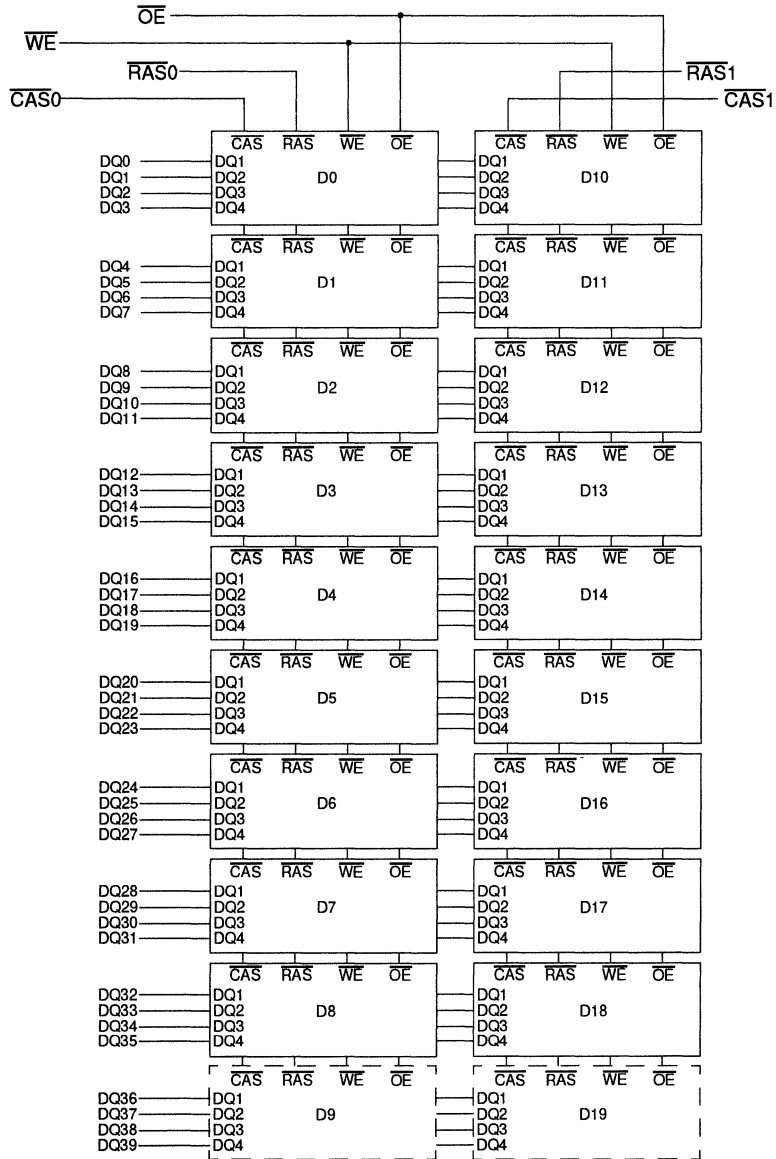 OE
WE
RAS0 RAS1
CAS0 CAS1
CAS RAS WE OE CAS RAS WE OE
DQ0 DQ1 DQ1
DQ1 DQ2 D0 DQ2 D10
DQ2 DQ3 DQ3
DQ3 DQ4 DQ4
CAS RAS WE OE CAS RAS WE OE
DQ4 DQ1 DQ1
DQ5 DQ2 D1 DQ2 D11
DQ6 DQ3 DQ3
DQ7 DQ4 DQ4
CAS RAS WE OE CAS RAS WE OE
DQ8 DQ1 DQ1
DQ9 DQ2 D2 DQ2 D12
DQ10 DQ3 DQ3
DQ11 DQ4 DQ4
CAS RAS WE OE CAS RAS WE OE
DQ12 DQ1 DQ1
DQ13 DQ2 D3 DQ2 D13
DQ14 DQ3 DQ3
DQ15 DQ4 DQ4
CAS RAS WE OE CAS RAS WE OE
DQ16 DQ1 DQ1
DQ17 DQ2 D4 DQ2 D14
DQ18 DQ3 DQ3
DQ19 DQ4 DQ4
CAS RAS WE OE CAS RAS WE OE
DQ20 DQ1 DQ1
DQ21 DQ2 D5 DQ2 D15
DQ22 DQ3 DQ3
DQ23 DQ4 DQ4
CAS RAS WE OE CAS RAS WE OE
DQ24 DQ1 DQ1
DQ25 DQ2 D6 DQ2 D16
DQ26 DQ3 DQ3
DQ27 DQ4 DQ4
CAS RAS WE OE CAS RAS WE OE
DQ28 DQ1 DQ1
DQ29 DQ2 D7 DQ2 D17
DQ30 DQ3 DQ3
DQ31 DQ4 DQ4
CAS RAS WE OE CAS RAS WE OE
DQ32 DQ1 DQ1
DQ33 DQ2 D8 DQ2 D18
DQ34 DQ3 DQ3
DQ35 DQ4 DQ4
CAS RAS WE OE CAS RAS WE OE
DQ36 DQ1 DQ1
DQ37 DQ2 D9 DQ2 D19
DQ38 DQ3 DQ3
DQ39 DQ4 DQ4